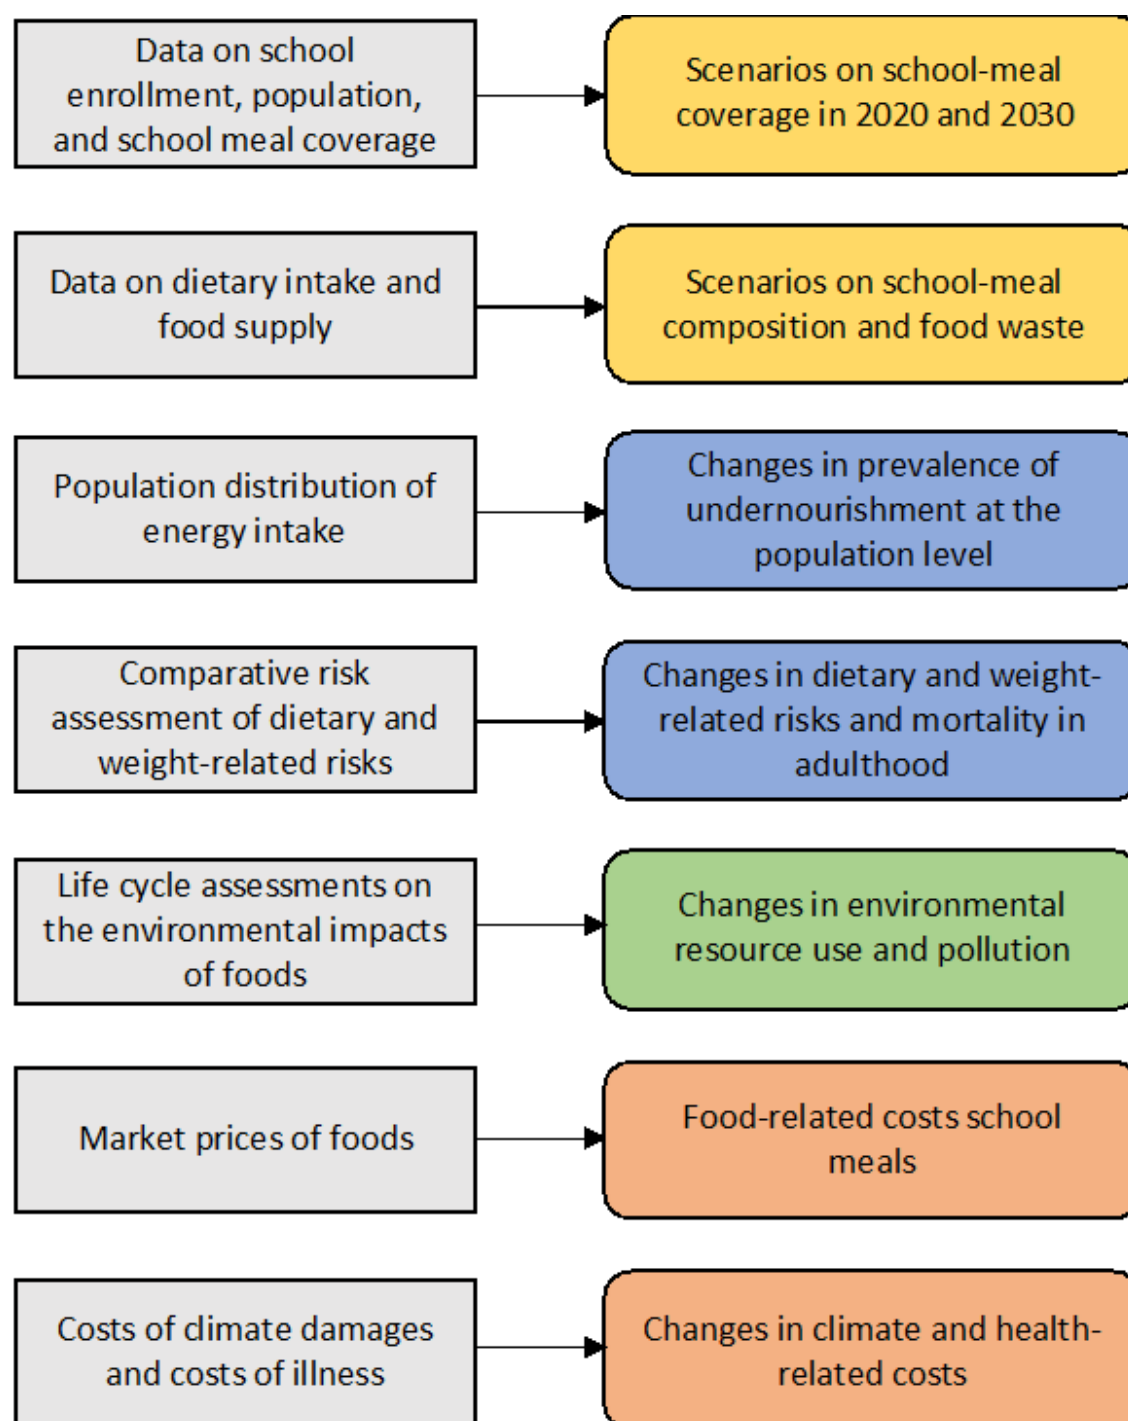 Data on school
enrollment, population,
and school meal coverage
Scenarios on school-meal
coverage in 2020 and 2030
Data on dietary intake and
food supply
Scenarios on school-meal
composition and food waste
Population distribution of
energy intake
Changes in prevalence of
undernourishment at the
population level
Comparative risk
assessment of dietary and
weight-related risks
Changes in dietary and weight-
related risks and mortality in
adulthood
Life cycle assessments on
the environmental impacts
of foods
Changes in environmental
resource use and pollution
Market prices of foods
Food-related costs school
meals
Costs of climate damages
and costs of illness
Changes in climate and health-
related costs